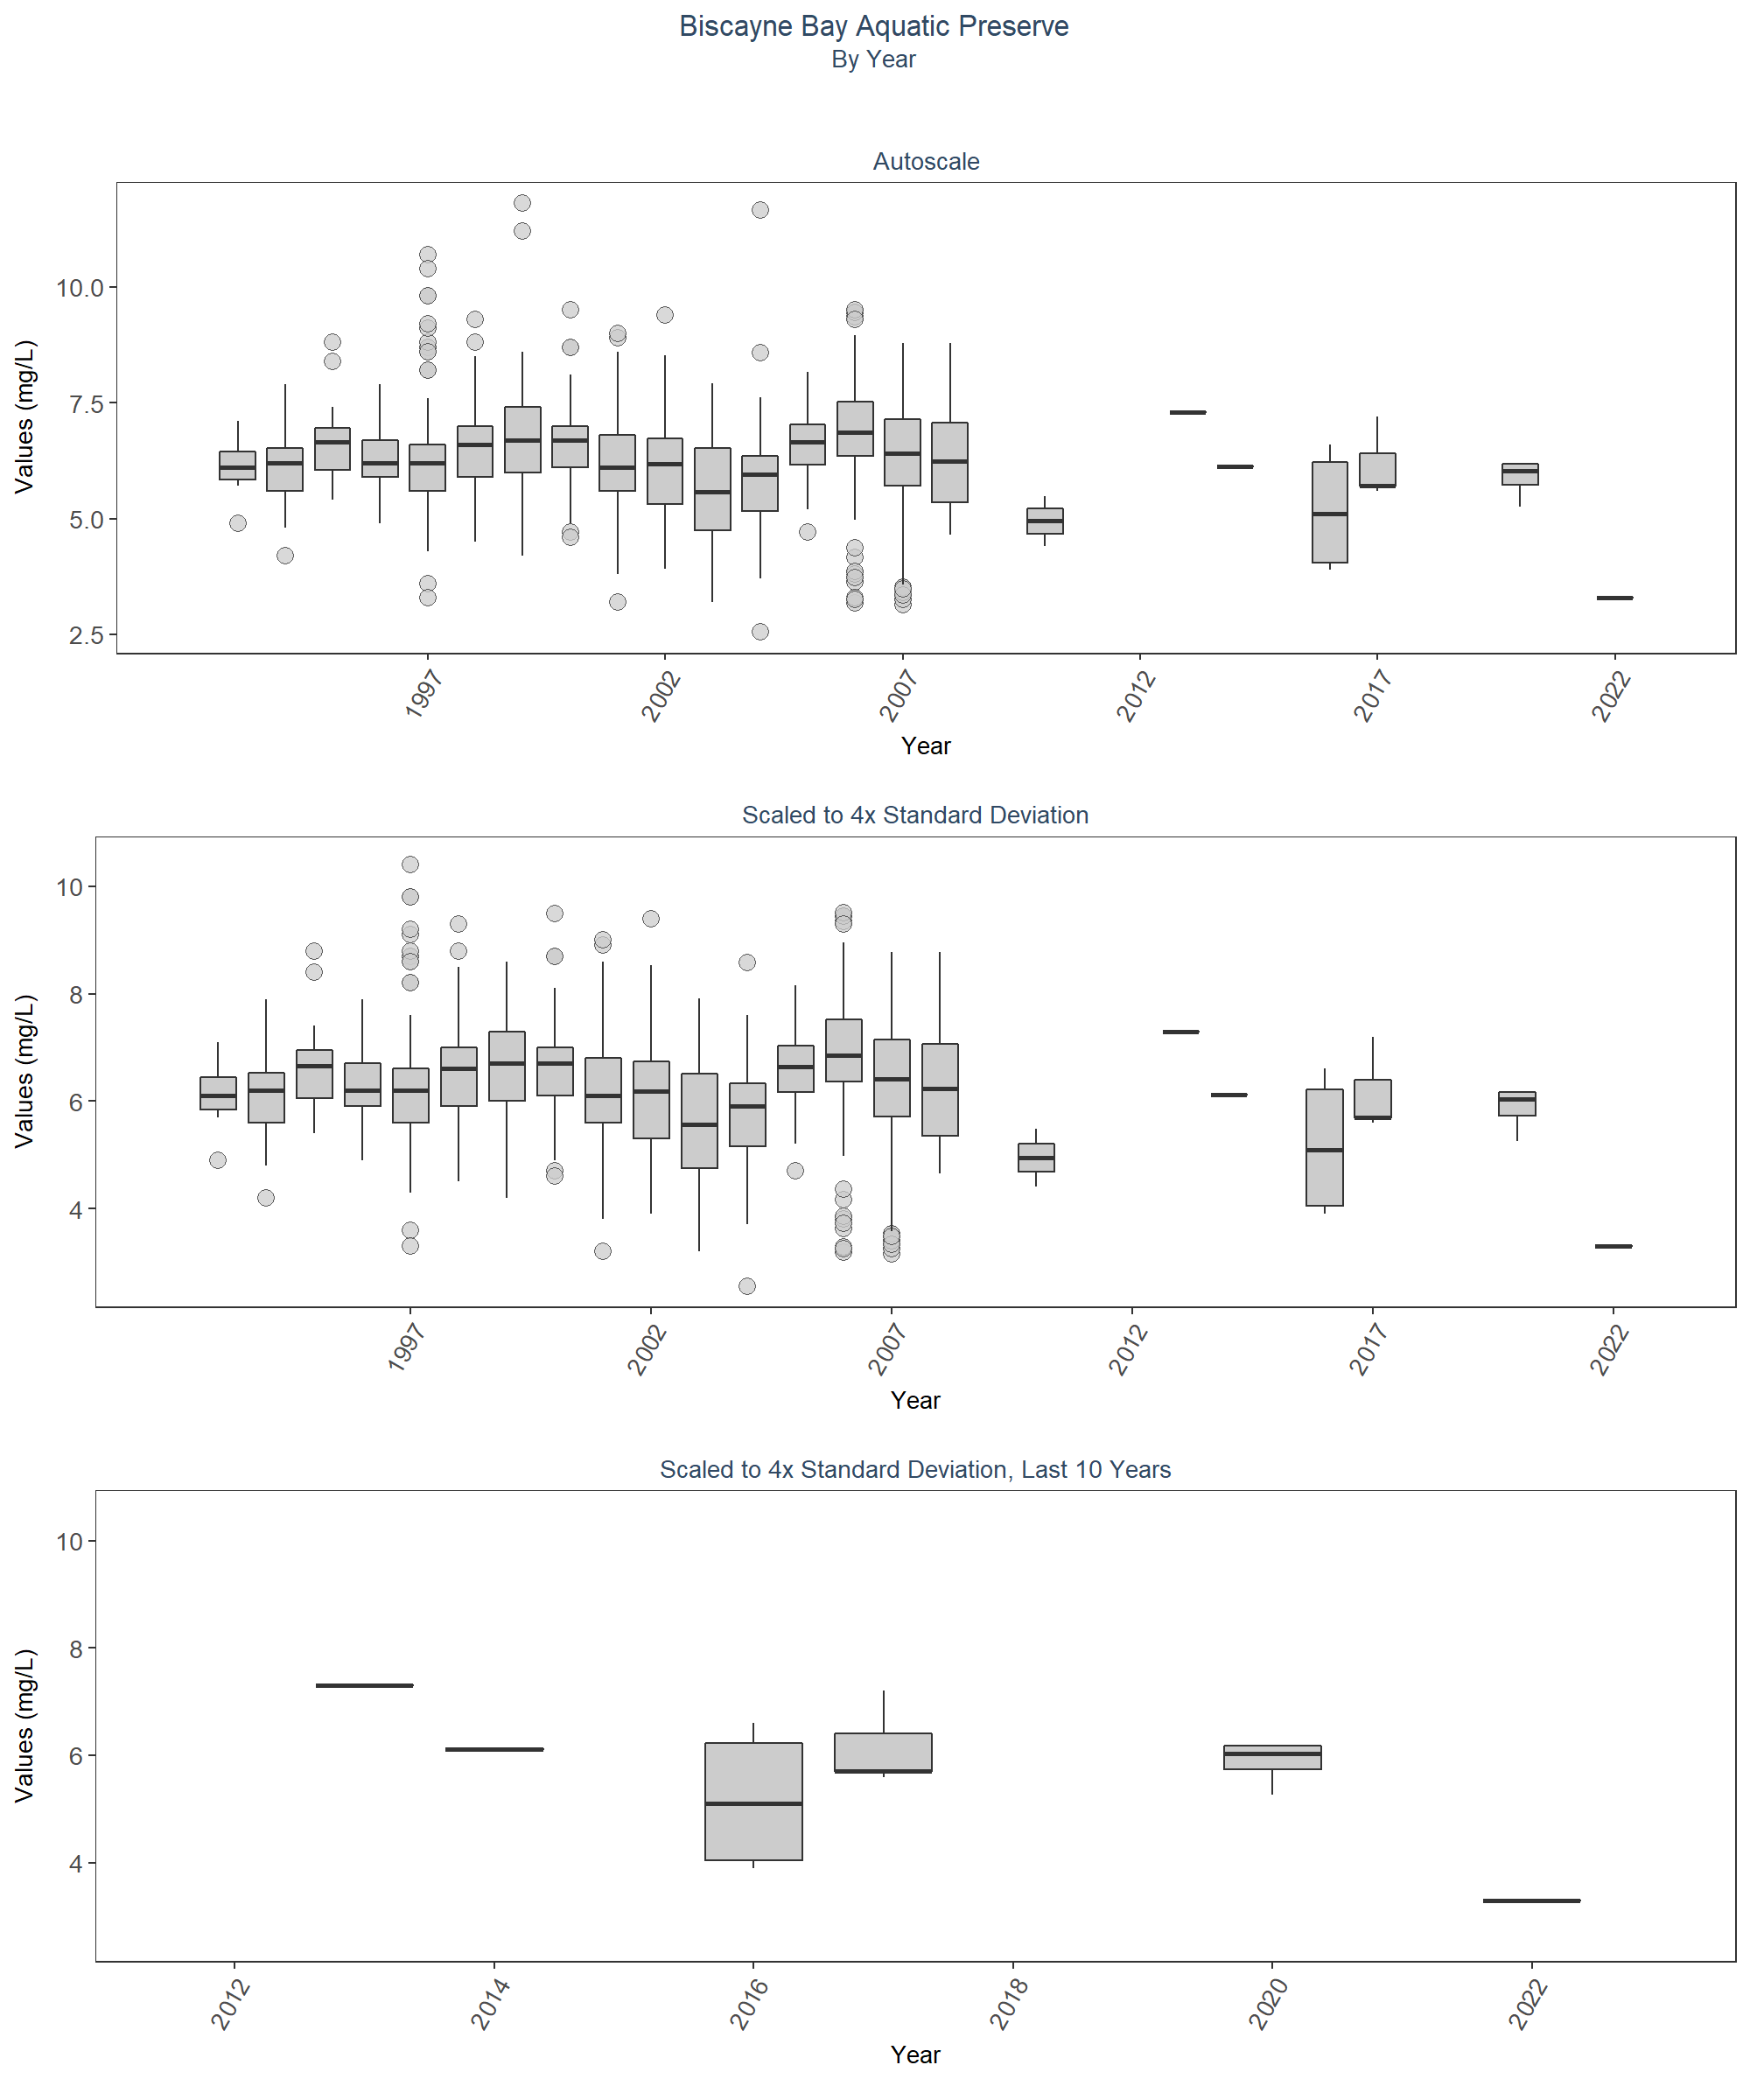 Biscayne Bay Aquatic Preserve
By Year
Autoscale
Values (mg/L)
10.0
7.5
5.0
2.5
1997
2002
2007
2012
2017
2022
Year
Scaled to 4x Standard Deviation
Values (mg/L)
10
8
6
4
1997
2002
2007
2012
2017
2022
Year
Scaled to 4x Standard Deviation, Last 10 Years
Values (mg/L)
10
8
6
4
2012
2014
2016
2018
2020
2022
Year